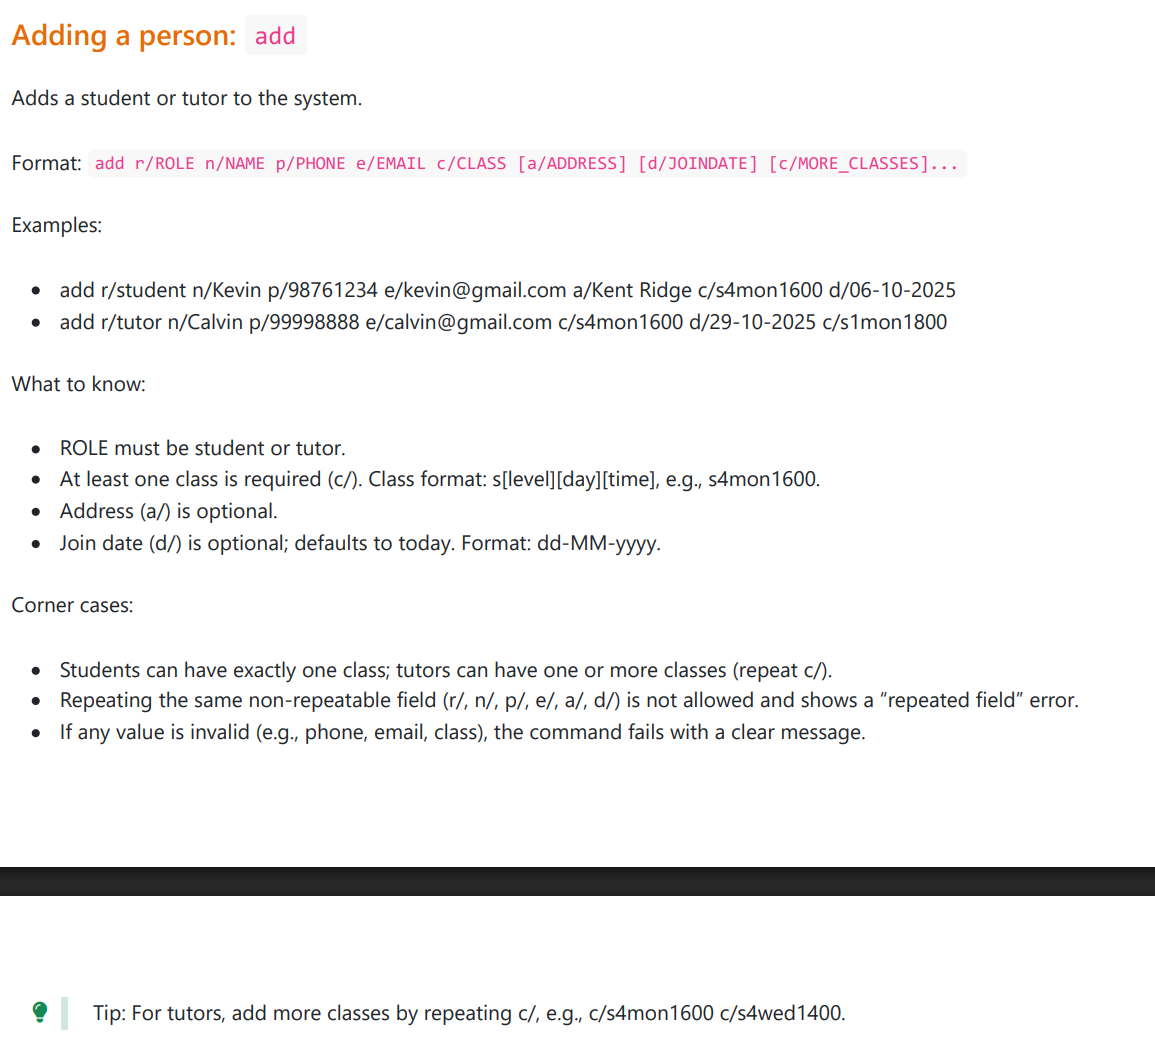 Adding a person: add
Adds a student or tutor to the system.
Format: add r/ROLE n/NAME p/PHONE e/EMAIL c/CLASS [a/ADDRESS] [d/JOINDATE] [c/MORE_CLASSES]...
Examples:
• add r/student n/Kevin p/98761234 e/kevin@gmail.com a/Kent Ridge c/s4mon1600 d/06-10-2025
• add r/tutor n/Calvin p/99998888 e/calvin@gmail.com c/s4mon1600 d/29-10-2025 c/s1mon1800
What to know:
• ROLE must be student or tutor.
• At least one class is required (c/). Class format: s[level][day][time], e.g., s4mon1600.
• Address (a/) is optional.
• Join date (d/) is optional; defaults to today. Format: dd-MM-yyyy.
Corner cases:
• Students can have exactly one class; tutors can have one or more classes (repeat c/).
• Repeating the same non-repeatable field (r/, n/, p/, e/, a/, d/) is not allowed and shows a “repeated field” error.
• If any value is invalid (e.g., phone, email, class), the command fails with a clear message.
Tip: For tutors, add more classes by repeating c/, e.g., c/s4mon1600 c/s4wed1400.